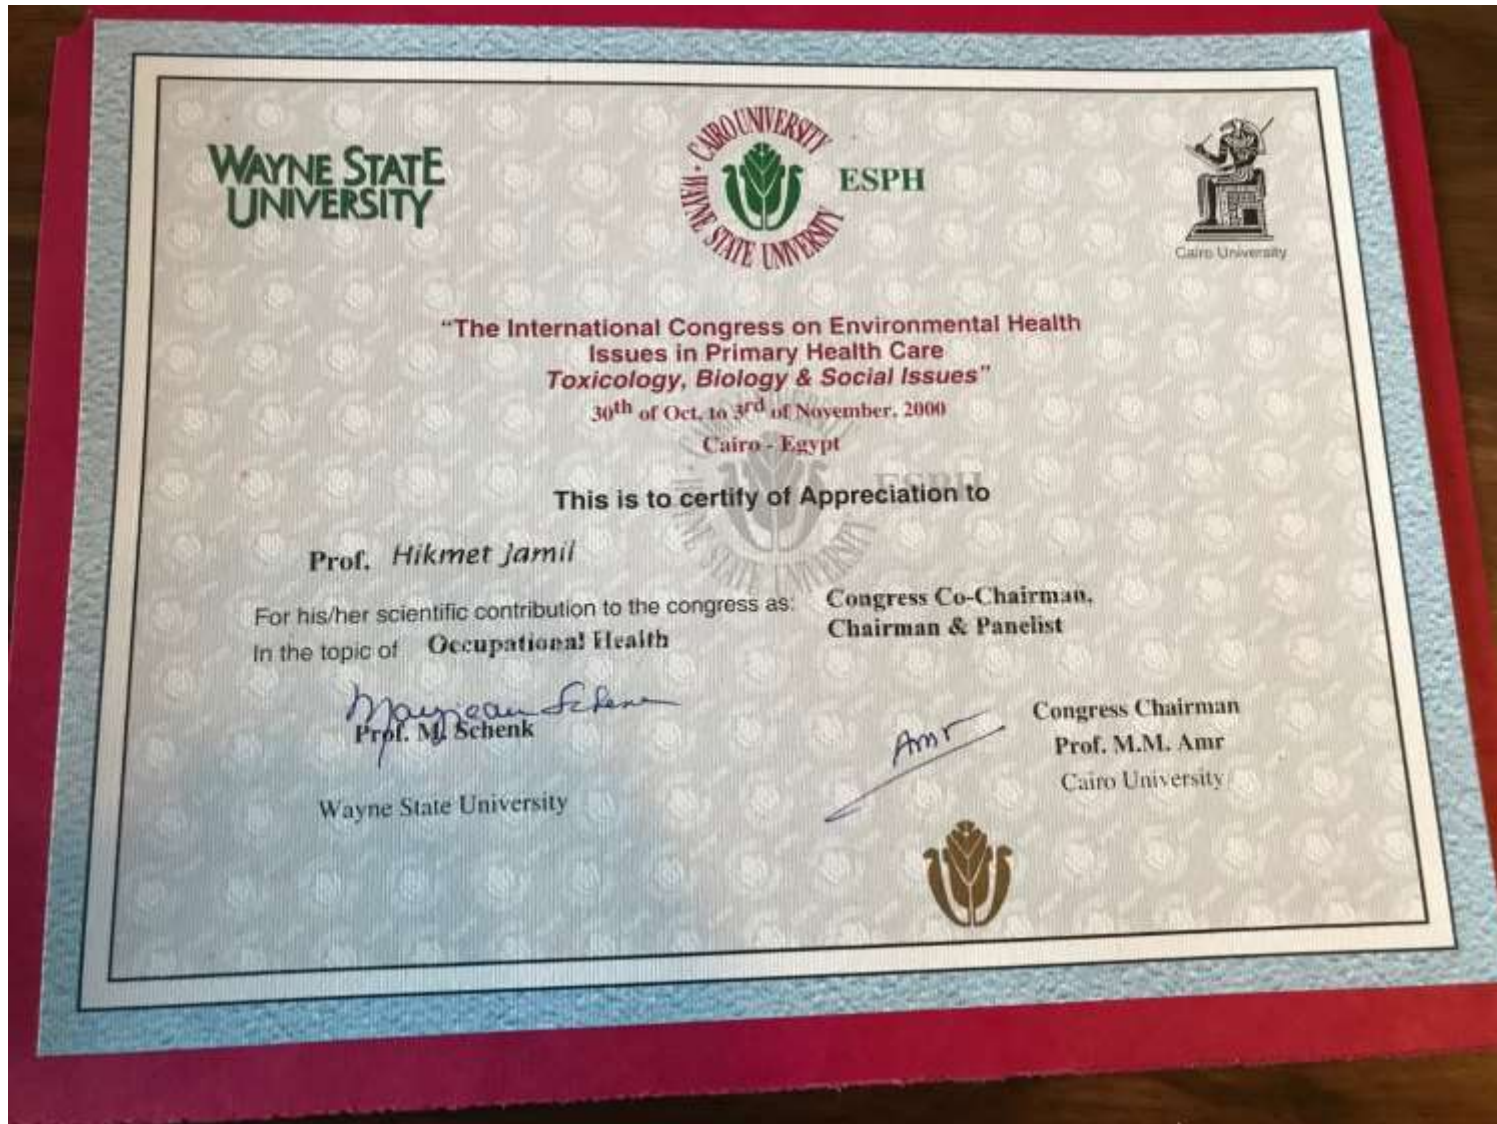 WAYNE STATE
UNIVERSITY
CAIRO UNIVERSITY • WAYNE STATE UNIVERSITY
ESPH
Cairo University
"The International Congress on Environmental Health
Issues in Primary Health Care
Toxicology, Biology & Social Issues"
30th of Oct. to 3rd of November, 2000
Cairo - Egypt
This is to certify of Appreciation to
Prof. Hikmet Jamil
For his/her scientific contribution to the congress as: Congress Co-Chairman,
Chairman & Panelist
In the topic of Occupational Health
Marjean Schenk
Prof. M. Schenk
Wayne State University
Amr
Congress Chairman
Prof. M.M. Amr
Cairo University